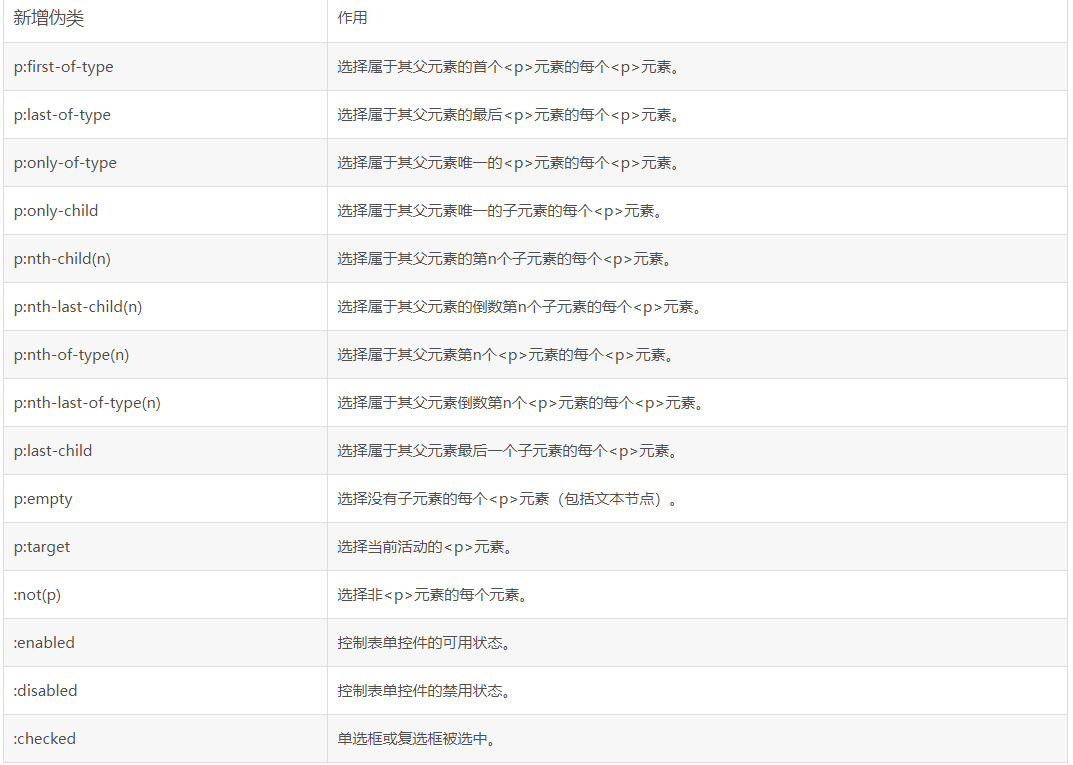 新增伪类 作用
p:first-of-type 选择属于其父元素的首个<p>元素的每个<p>元素。
p:last-of-type 选择属于其父元素的最后<p>元素的每个<p>元素。
p:only-of-type 选择属于其父元素唯一的<p>元素的每个<p>元素。
p:only-child 选择属于其父元素唯一的子元素的每个<p>元素。
p:nth-child(n) 选择属于其父元素的第n个子元素的每个<p>元素。
p:nth-last-child(n) 选择属于其父元素的倒数第n个子元素的每个<p>元素。
p:nth-of-type(n) 选择属于其父元素第n个<p>元素的每个<p>元素。
p:nth-last-of-type(n) 选择属于其父元素倒数第n个<p>元素的每个<p>元素。
p:last-child 选择属于其父元素最后一个子元素的每个<p>元素。
p:empty 选择没有子元素的每个<p>元素（包括文本节点）。
p:target 选择当前活动的<p>元素。
:not(p) 选择非<p>元素的每个元素。
:enabled 控制表单控件的可用状态。
:disabled 控制表单控件的禁用状态。
:checked 单选框或复选框被选中。